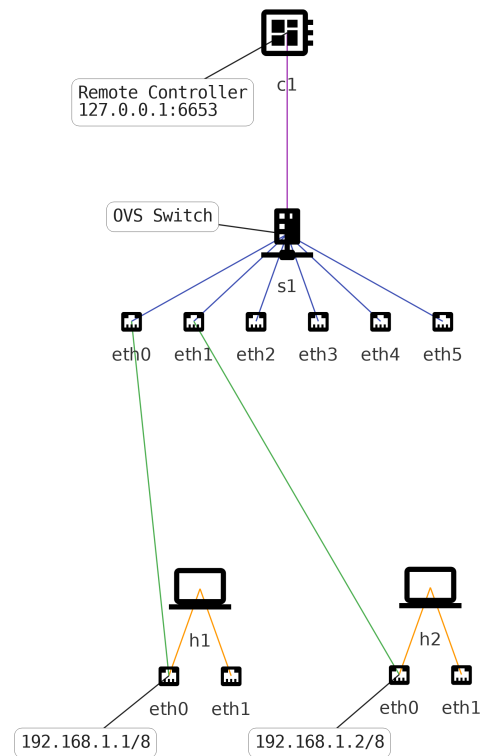 c1
Remote Controller
127.0.0.1:6653
OVS Switch
s1
eth0 eth1 eth2 eth3 eth4 eth5
h1 h2
eth0 eth1 eth0 eth1
192.168.1.1/8 192.168.1.2/8